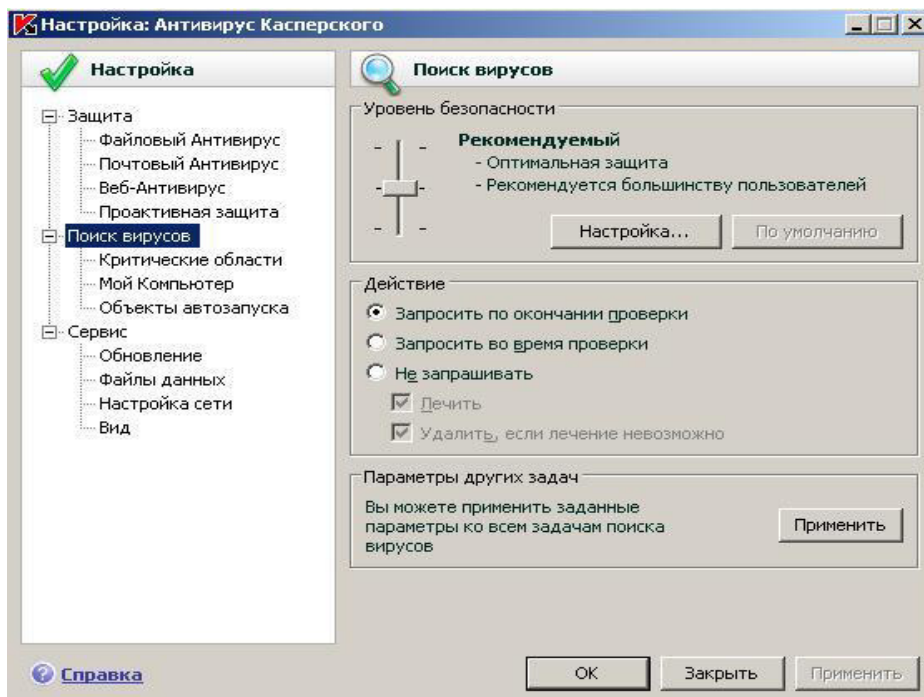 Настройка: Антивирус Касперского
Настройка
Защита
Файловый Антивирус
Почтовый Антивирус
Веб-Антивирус
Проактивная защита
Поиск вирусов
Критические области
Мой Компьютер
Объекты автозапуска
Сервис
Обновление
Файлы данных
Настройка сети
Вид
Поиск вирусов
Уровень безопасности
Рекомендуемый
- Оптимальная защита
- Рекомендуется большинству пользователей
Настройка...
По умолчанию
Действие
Запросить по окончании проверки
Запросить во время проверки
Не запрашивать
Лечить
Удалить, если лечение невозможно
Параметры других задач
Вы можете применить заданные
параметры ко всем задачам поиска
вирусов
Применить
Справка
ОК
Закрыть
Применить